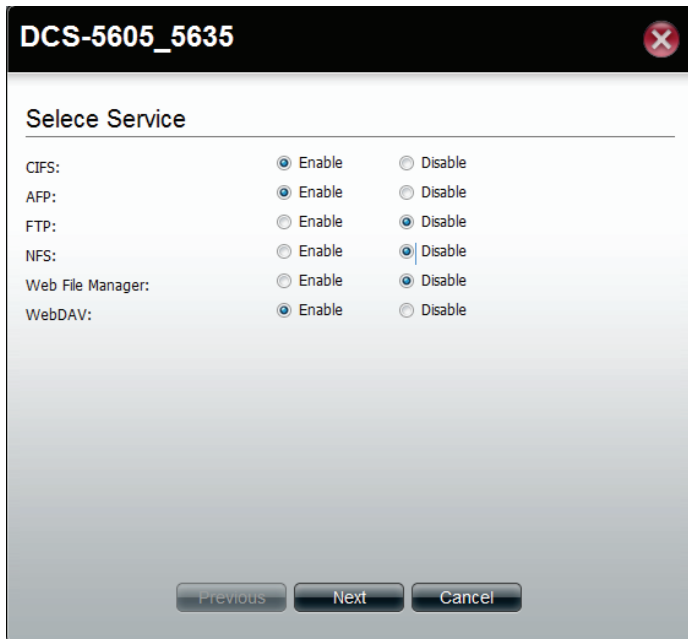 DCS-5605_5635
Selece Service
CIFS: Enable Disable
AFP: Enable Disable
FTP: Enable Disable
NFS: Enable Disable
Web File Manager: Enable Disable
WebDAV: Enable Disable
Previous Next Cancel